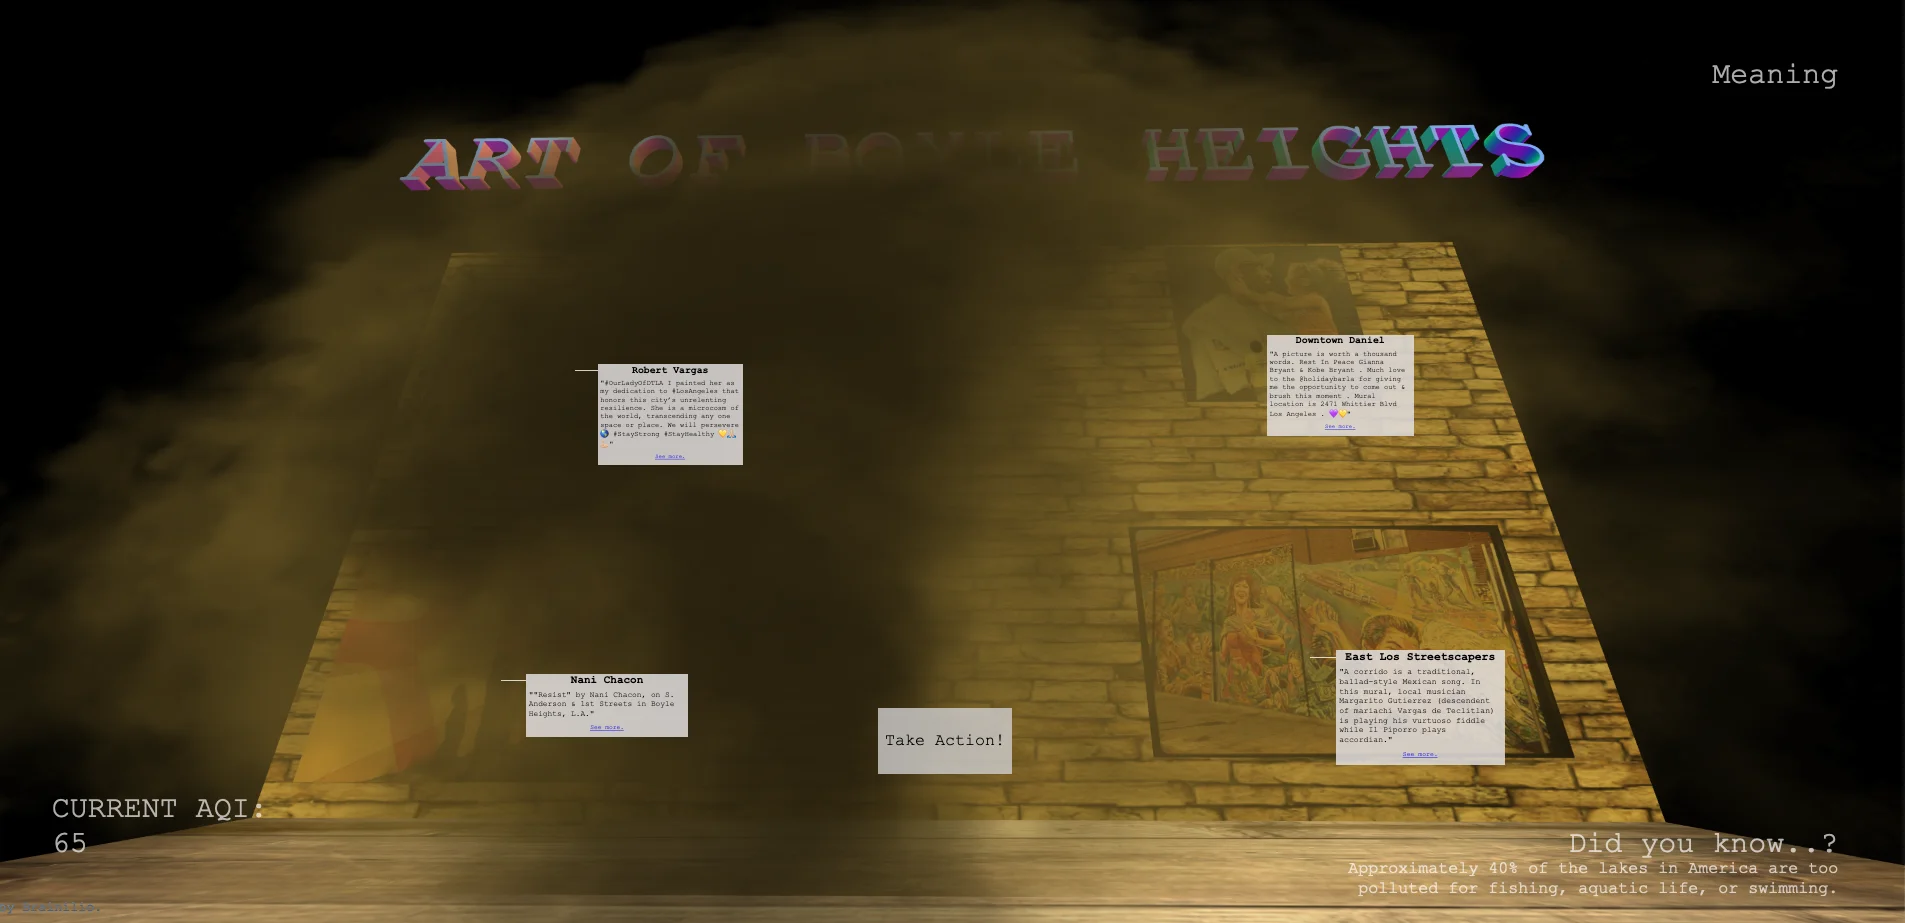 Meaning
ART OF BOYLE HEIGHTS
Downtown Daniel
"A picture is worth a thousand
words. Rest In Peace Gianna
Bryant & Kobe Bryant . Much love
to the @holidaybarla for giving
me the opportunity to come out &
brush this moment . Mural
location is 2471 Whittier Blvd
Los Angeles . 💜💛"
See more.
Robert Vargas
"#OurLadyOfDTLA I painted her as
my dedication to #LosAngeles that
honors this city's unrelenting
resilience. She is a microcosm of
the world, transcending any one
space or place. We will persevere
🌎 #StayStrong #StayHealthy 💛
"
See more.
East Los Streetscapers
"A corrido is a traditional,
ballad-style Mexican song. In
this mural, local musician
Margarito Gutierrez (descendent
of mariachi Vargas de Teclitlan)
is playing his vurtuoso fiddle
while Il Piporro plays
accordian."
See more.
Nani Chacon
""Resist" by Nani Chacon, on S.
Anderson & 1st Streets in Boyle
Heights, L.A."
See more.
Take Action!
CURRENT AQI:
65
Did you know..?
Approximately 40% of the lakes in America are too
polluted for fishing, aquatic life, or swimming.